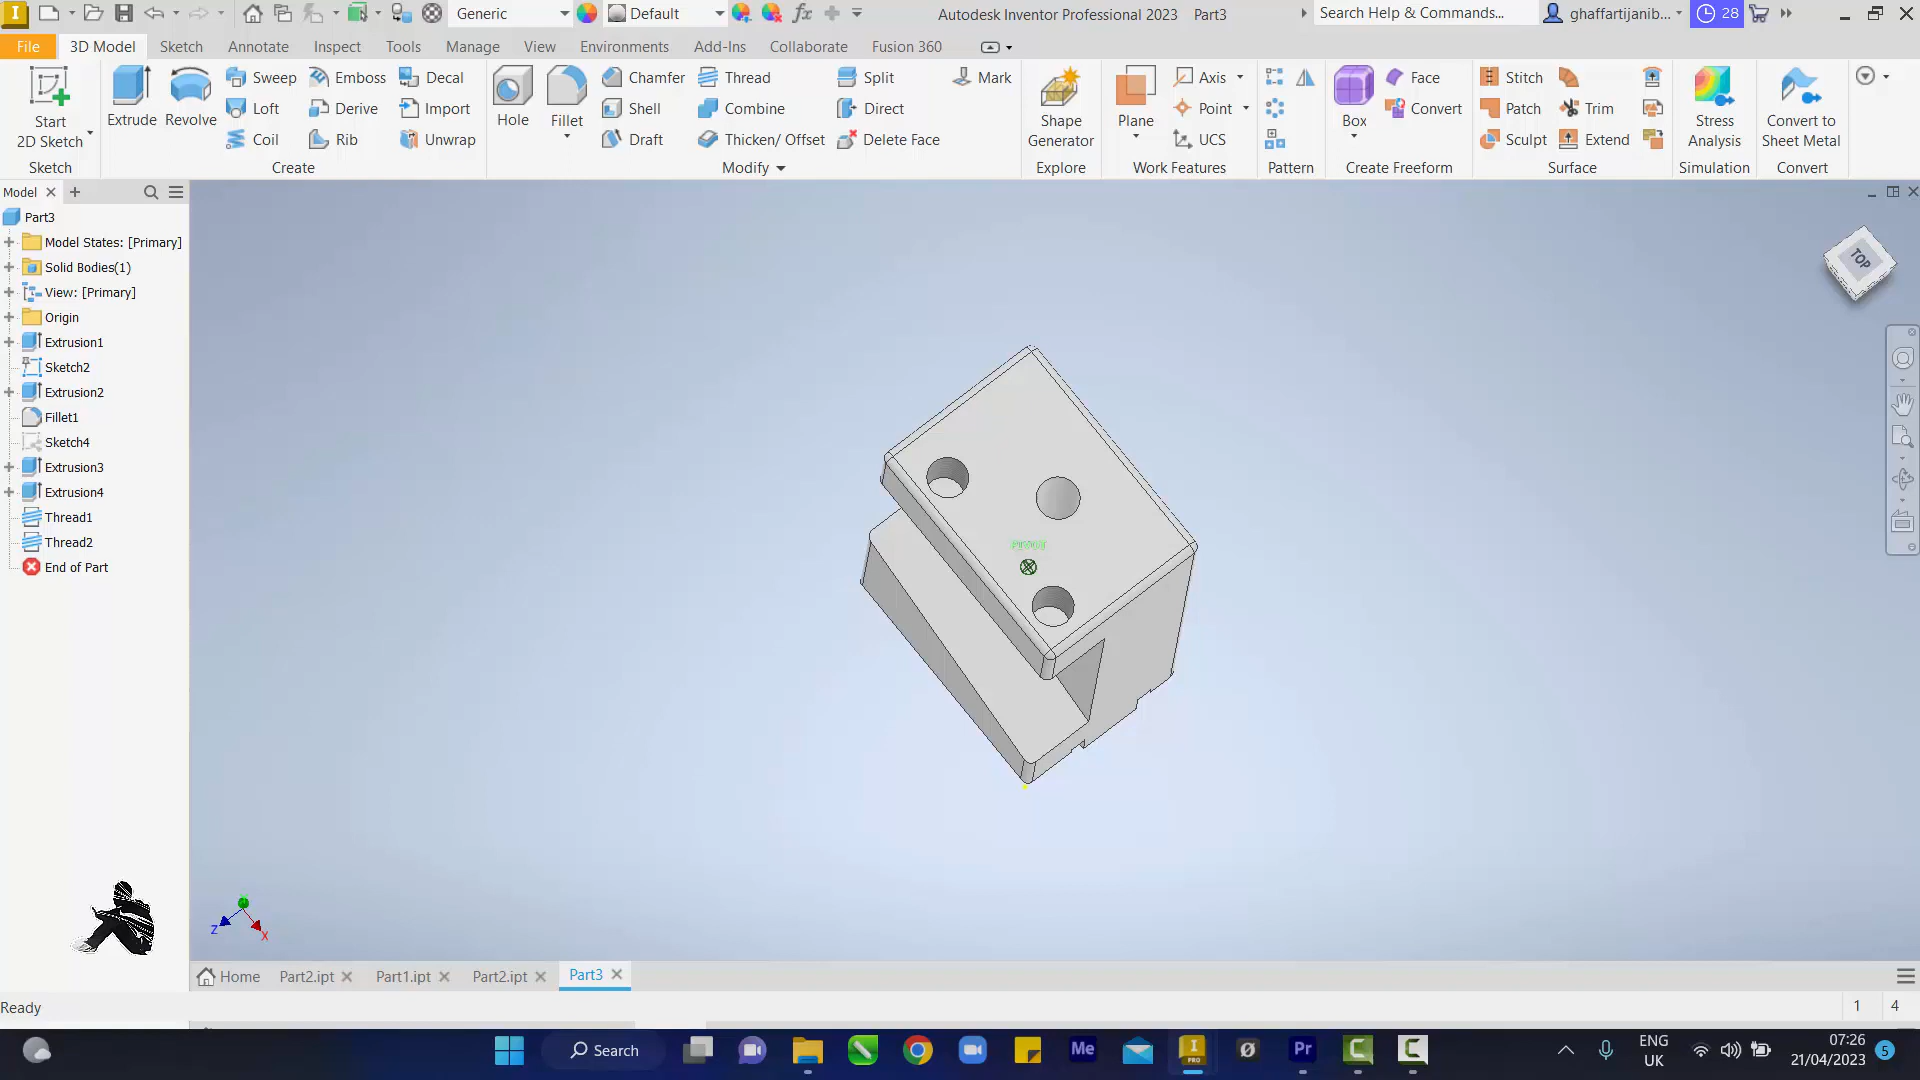 Generic
Default
Autodesk Inventor Professional 2023 Part3
Search Help & Commands...
ghaffartijanib...
28
File
3D Model
Sketch
Annotate
Inspect
Tools
Manage
View
Environments
Add-Ins
Collaborate
Fusion 360
Start
2D Sketch
Sketch
Extrude
Revolve
Sweep
Loft
Coil
Emboss
Derive
Rib
Decal
Import
Unwrap
Create
Hole
Fillet
Chamfer
Shell
Draft
Thread
Combine
Thicken/ Offset
Split
Direct
Delete Face
Mark
Modify
Shape
Generator
Explore
Plane
Axis
Point
UCS
Work Features
Pattern
Box
Face
Convert
Create Freeform
Stitch
Patch
Sculpt
Trim
Extend
Surface
Stress
Analysis
Simulation
Convert to
Sheet Metal
Convert
Model
Part3
Model States: [Primary]
Solid Bodies(1)
View: [Primary]
Origin
Extrusion1
Sketch2
Extrusion2
Fillet1
Sketch4
Extrusion3
Extrusion4
Thread1
Thread2
End of Part
TOP
PIVOT
Z
X
Home
Part2.ipt
Part1.ipt
Part2.ipt
Part3
Ready
1
4
Search
Me
PRO
Pr
ENG
UK
07:26
21/04/2023
5